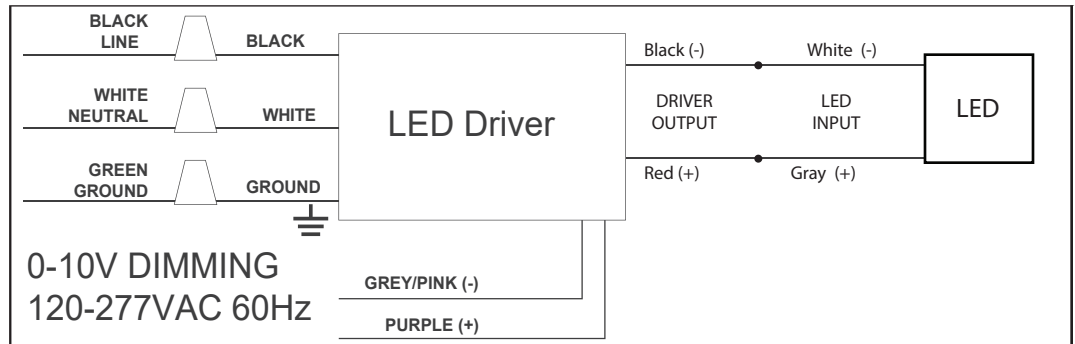 BLACK
LINE
BLACK
WHITE
NEUTRAL
WHITE
GREEN
GROUND
GROUND
LED Driver
Black (-)
White (-)
DRIVER
OUTPUT
LED
INPUT
LED
Red (+)
Gray (+)
0-10V DIMMING
120-277VAC 60Hz
GREY/PINK (-)
PURPLE (+)